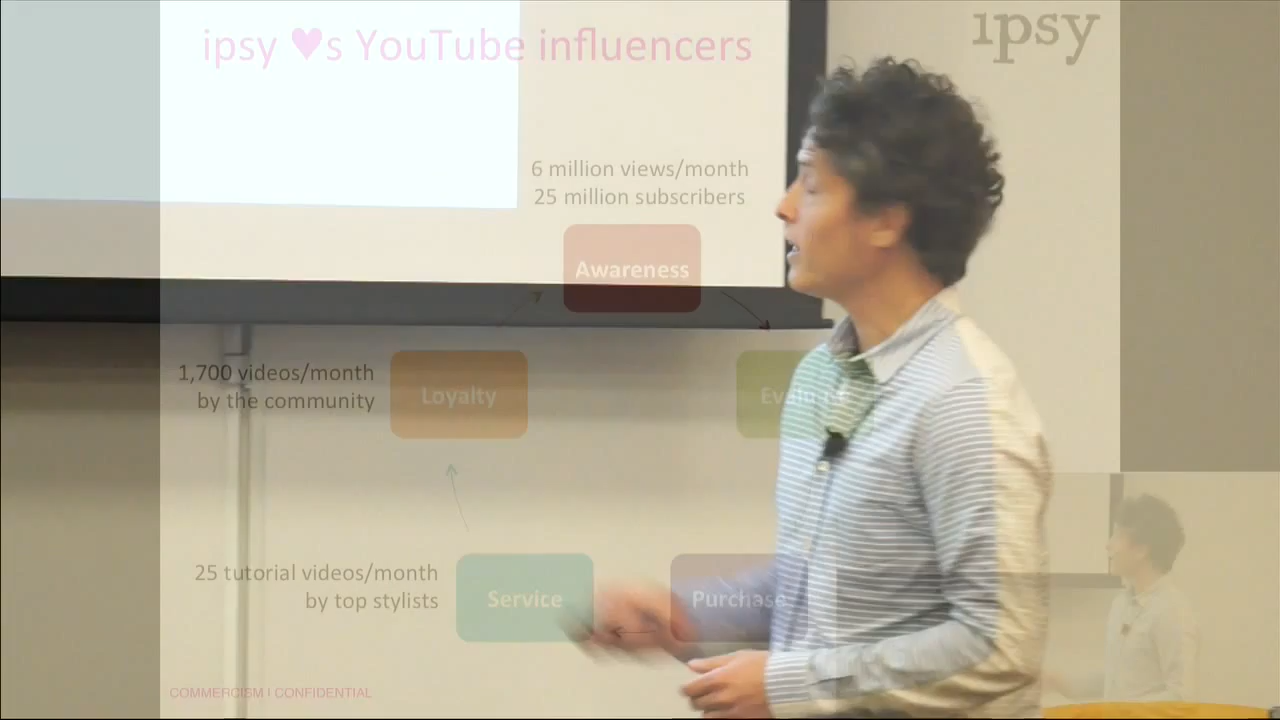 ipsy ♥s YouTube influencers
ipsy
6 million views/month
25 million subscribers
Awareness
1,700 videos/month
by the community
Loyalty
25 tutorial videos/month
by top stylists
Service
Purchase
COMMERCISM | CONFIDENTIAL